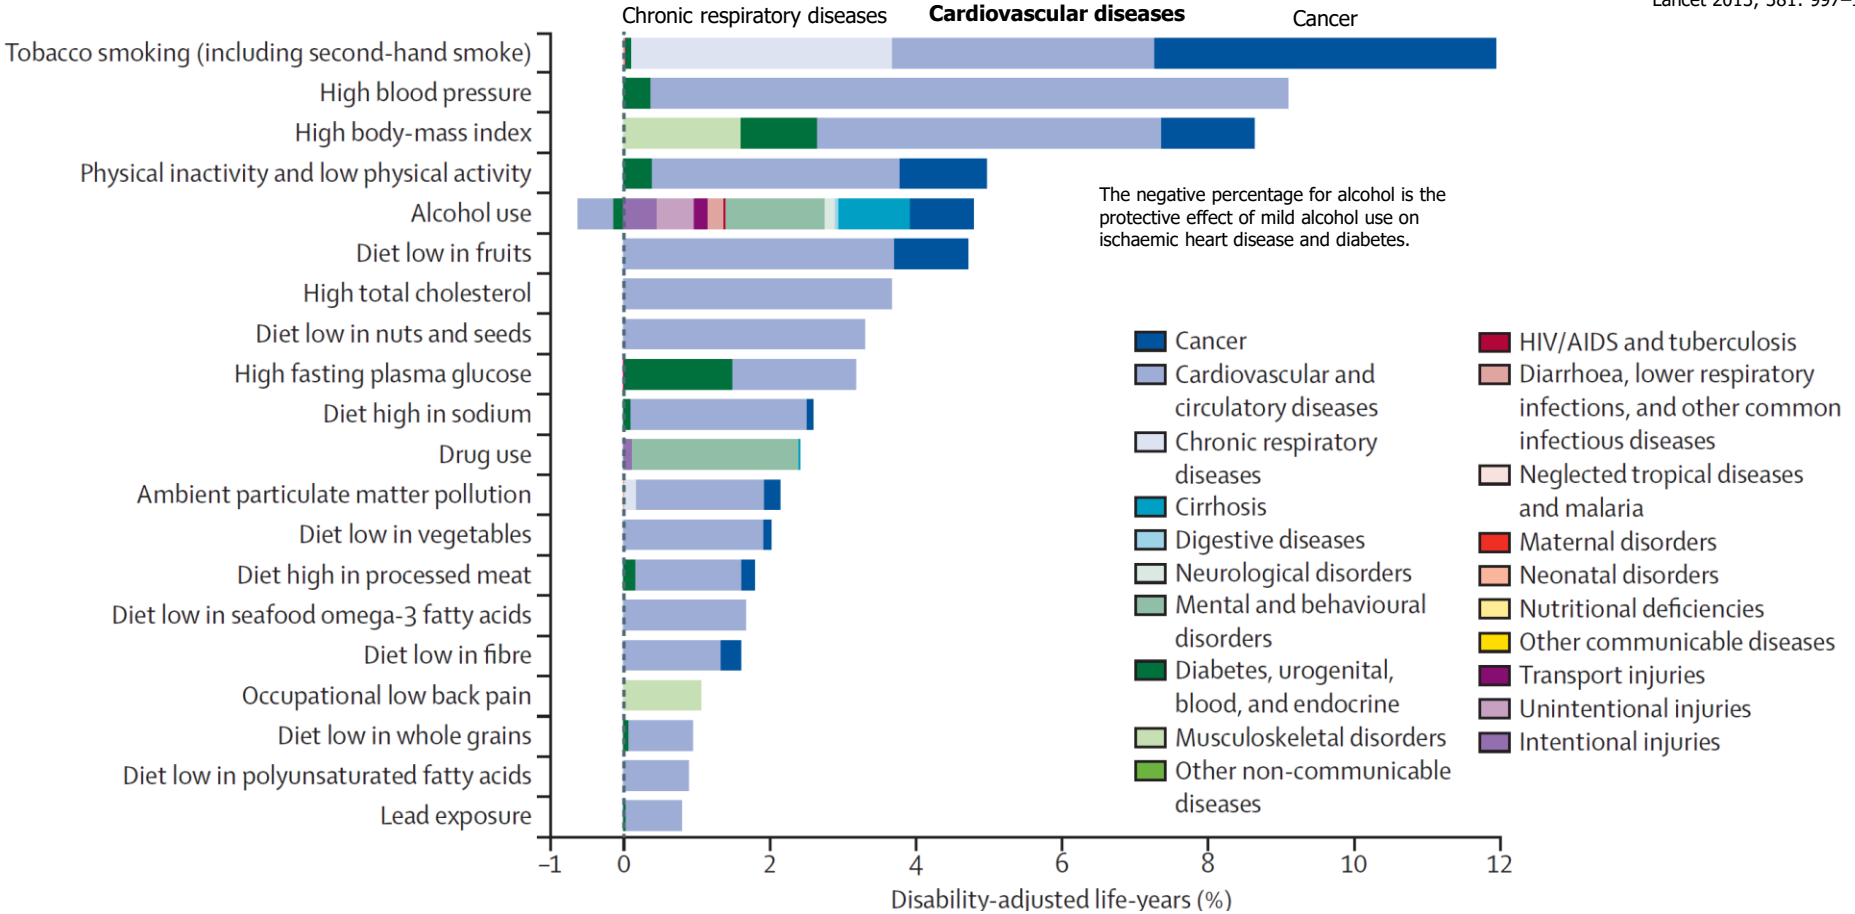 Lancet 2013; 381: 997–
Chronic respiratory diseases
Cardiovascular diseases
Cancer
Tobacco smoking (including second-hand smoke)
High blood pressure
High body-mass index
Physical inactivity and low physical activity
Alcohol use
Diet low in fruits
High total cholesterol
Diet low in nuts and seeds
High fasting plasma glucose
Diet high in sodium
Drug use
Ambient particulate matter pollution
Diet low in vegetables
Diet high in processed meat
Diet low in seafood omega-3 fatty acids
Diet low in fibre
Occupational low back pain
Diet low in whole grains
Diet low in polyunsaturated fatty acids
Lead exposure
The negative percentage for alcohol is the
protective effect of mild alcohol use on
ischaemic heart disease and diabetes.
Cancer
Cardiovascular and
circulatory diseases
Chronic respiratory
diseases
Cirrhosis
Digestive diseases
Neurological disorders
Mental and behavioural
disorders
Diabetes, urogenital,
blood, and endocrine
Musculoskeletal disorders
Other non-communicable
diseases
HIV/AIDS and tuberculosis
Diarrhoea, lower respiratory
infections, and other common
infectious diseases
Neglected tropical diseases
and malaria
Maternal disorders
Neonatal disorders
Nutritional deficiencies
Other communicable diseases
Transport injuries
Unintentional injuries
Intentional injuries
–1 0 2 4 6 8 10 12
Disability-adjusted life-years (%)